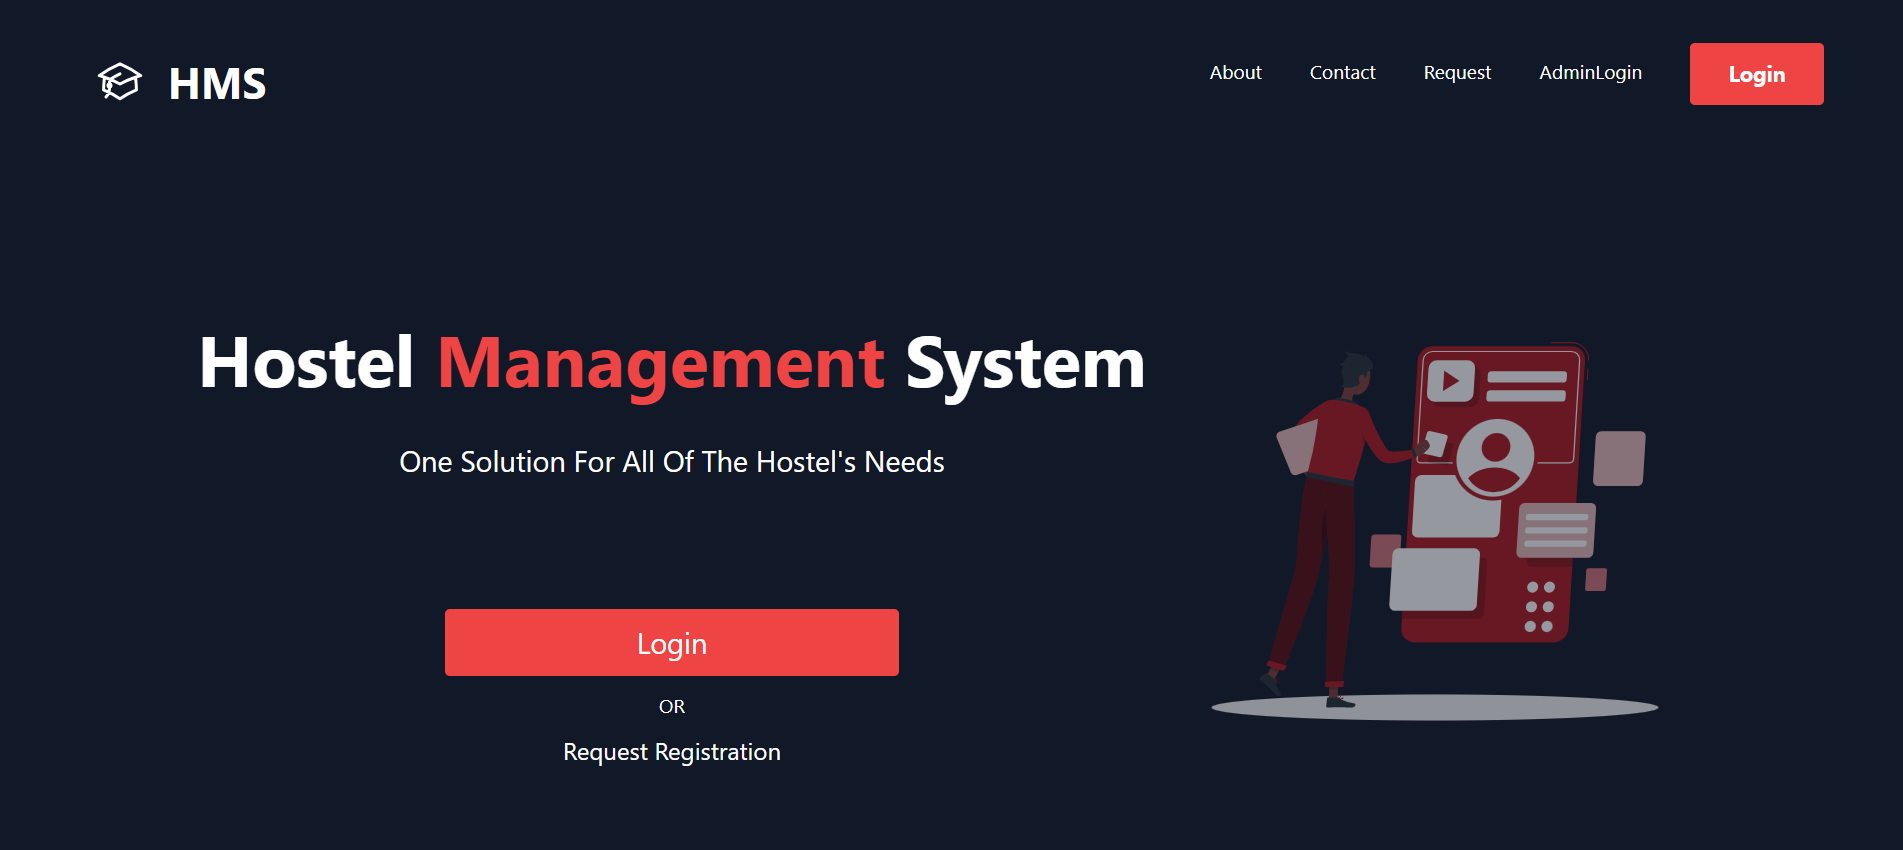 HMS
About Contact Request AdminLogin Login
Hostel Management System
One Solution For All Of The Hostel's Needs
Login
OR
Request Registration